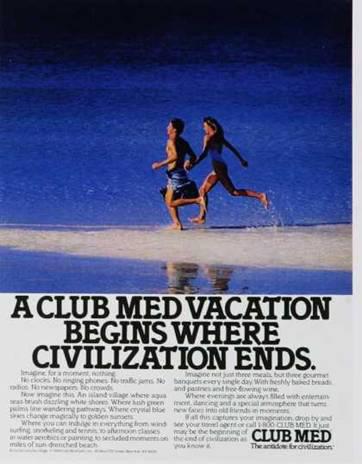 A CLUB MED VACATION
BEGINS WHERE
CIVILIZATION ENDS.
Imagine, for a moment, nothing.
No clocks. No ringing phones. No traffic jams. No
radios. No newspapers. No crowds.
Now imagine this. An island village where aqua
seas brush dazzling white shores. Where lush green
palms line wandering pathways. Where crystal blue
skies change magically to golden sunsets.
Where you can indulge in everything from wind-
surfing, snorkeling and tennis, to afternoon classes
in water aerobics or painting, to secluded moments on
miles of sun-drenched beach.
Imagine not just three meals, but three gourmet
banquets every single day. With freshly baked breads
and pastries and free-flowing wine.
Where evenings are always filled with entertain-
ment, dancing and a special atmosphere that turns
new faces into old friends in moments.
If all this captures your imagination, drop by and
see your travel agent or call 1-800-CLUB MED. It just
may be the beginning of
the end of civilization as
you know it.
CLUB MED
The antidote for civilization.